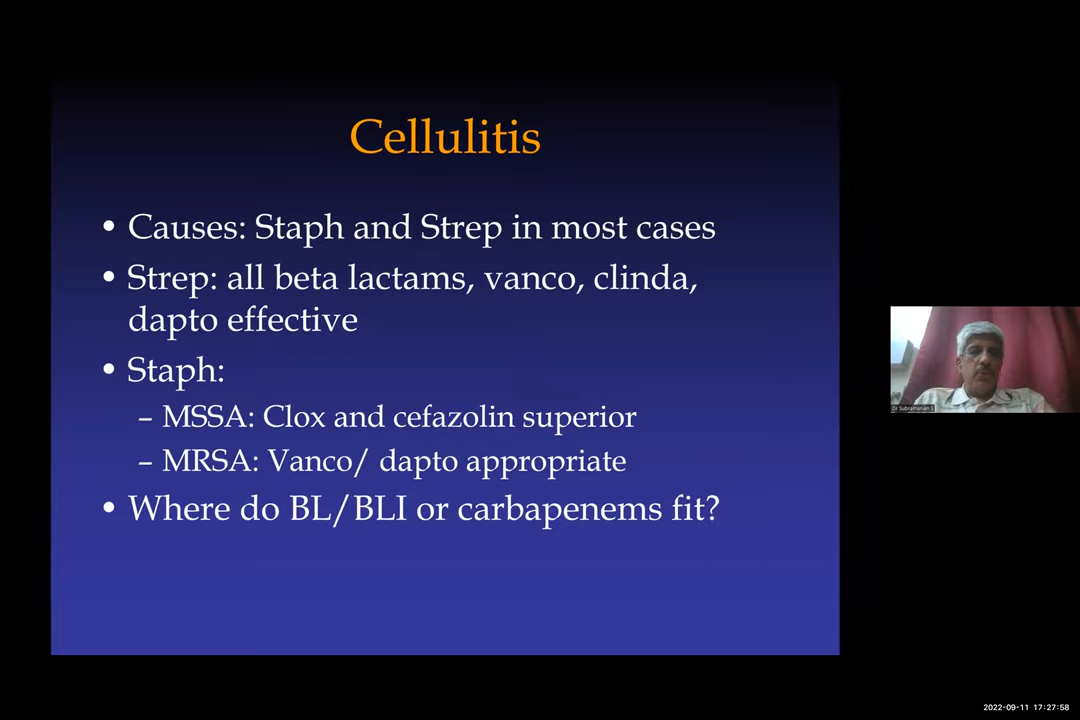 Cellulitis
• Causes: Staph and Strep in most cases
• Strep: all beta lactams, vanco, clinda,
dapto effective
• Staph:
– MSSA: Clox and cefazolin superior
– MRSA: Vanco/ dapto appropriate
• Where do BL/BLI or carbapenems fit?
Dr Subramanian S
2022-09-11 17:27:58